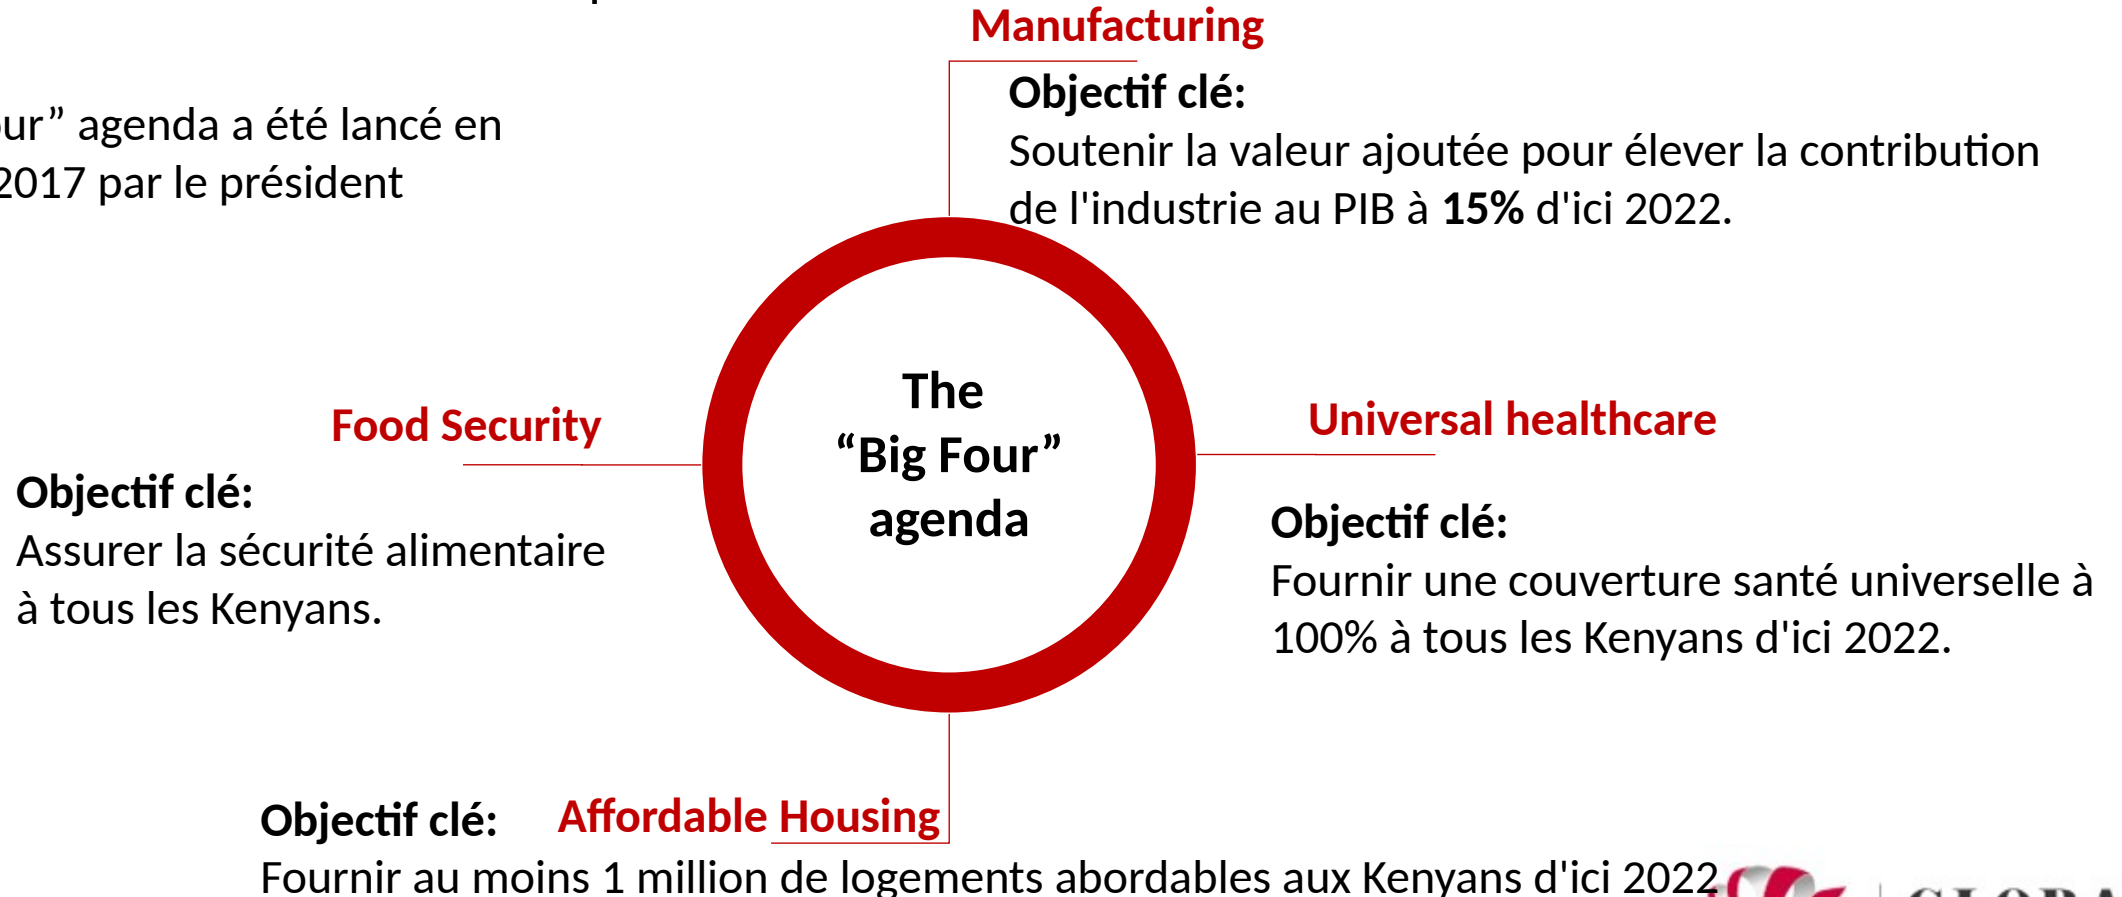 Manufacturing
Objectif clé:
Soutenir la valeur ajoutée pour élever la contribution
de l'industrie au PIB à 15% d'ici 2022.
agenda a été lancé en
2017 par le président
The
“Big Four”
agenda
Food Security
Objectif clé:
Assurer la sécurité alimentaire
à tous les Kenyans.
Universal healthcare
Objectif clé:
Fournir une couverture santé universelle à
100% à tous les Kenyans d'ici 2022.
Affordable Housing
Objectif clé:
Fournir au moins 1 million de logements abordables aux Kenyans d'ici 2022